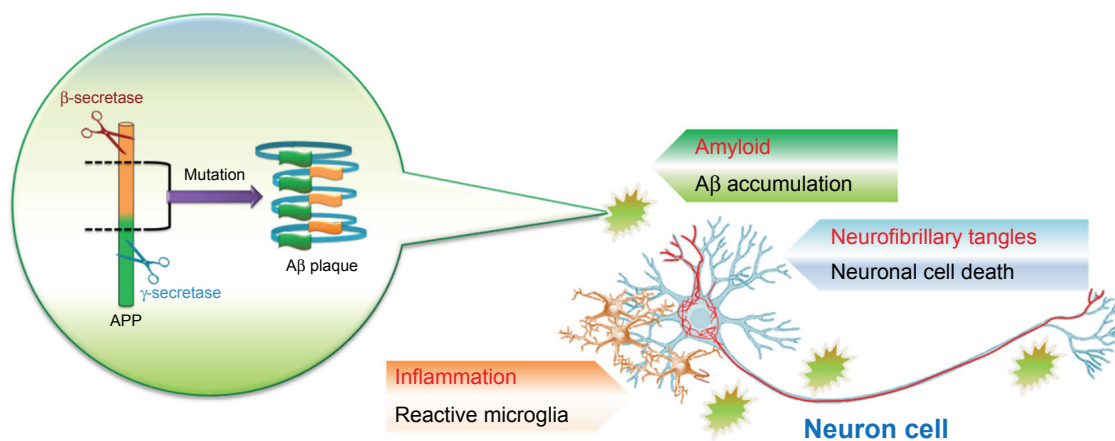 β-secretase
Mutation
Aβ plaque
γ-secretase
APP
Amyloid
Aβ accumulation
Neurofibrillary tangles
Neuronal cell death
Inflammation
Reactive microglia
Neuron cell